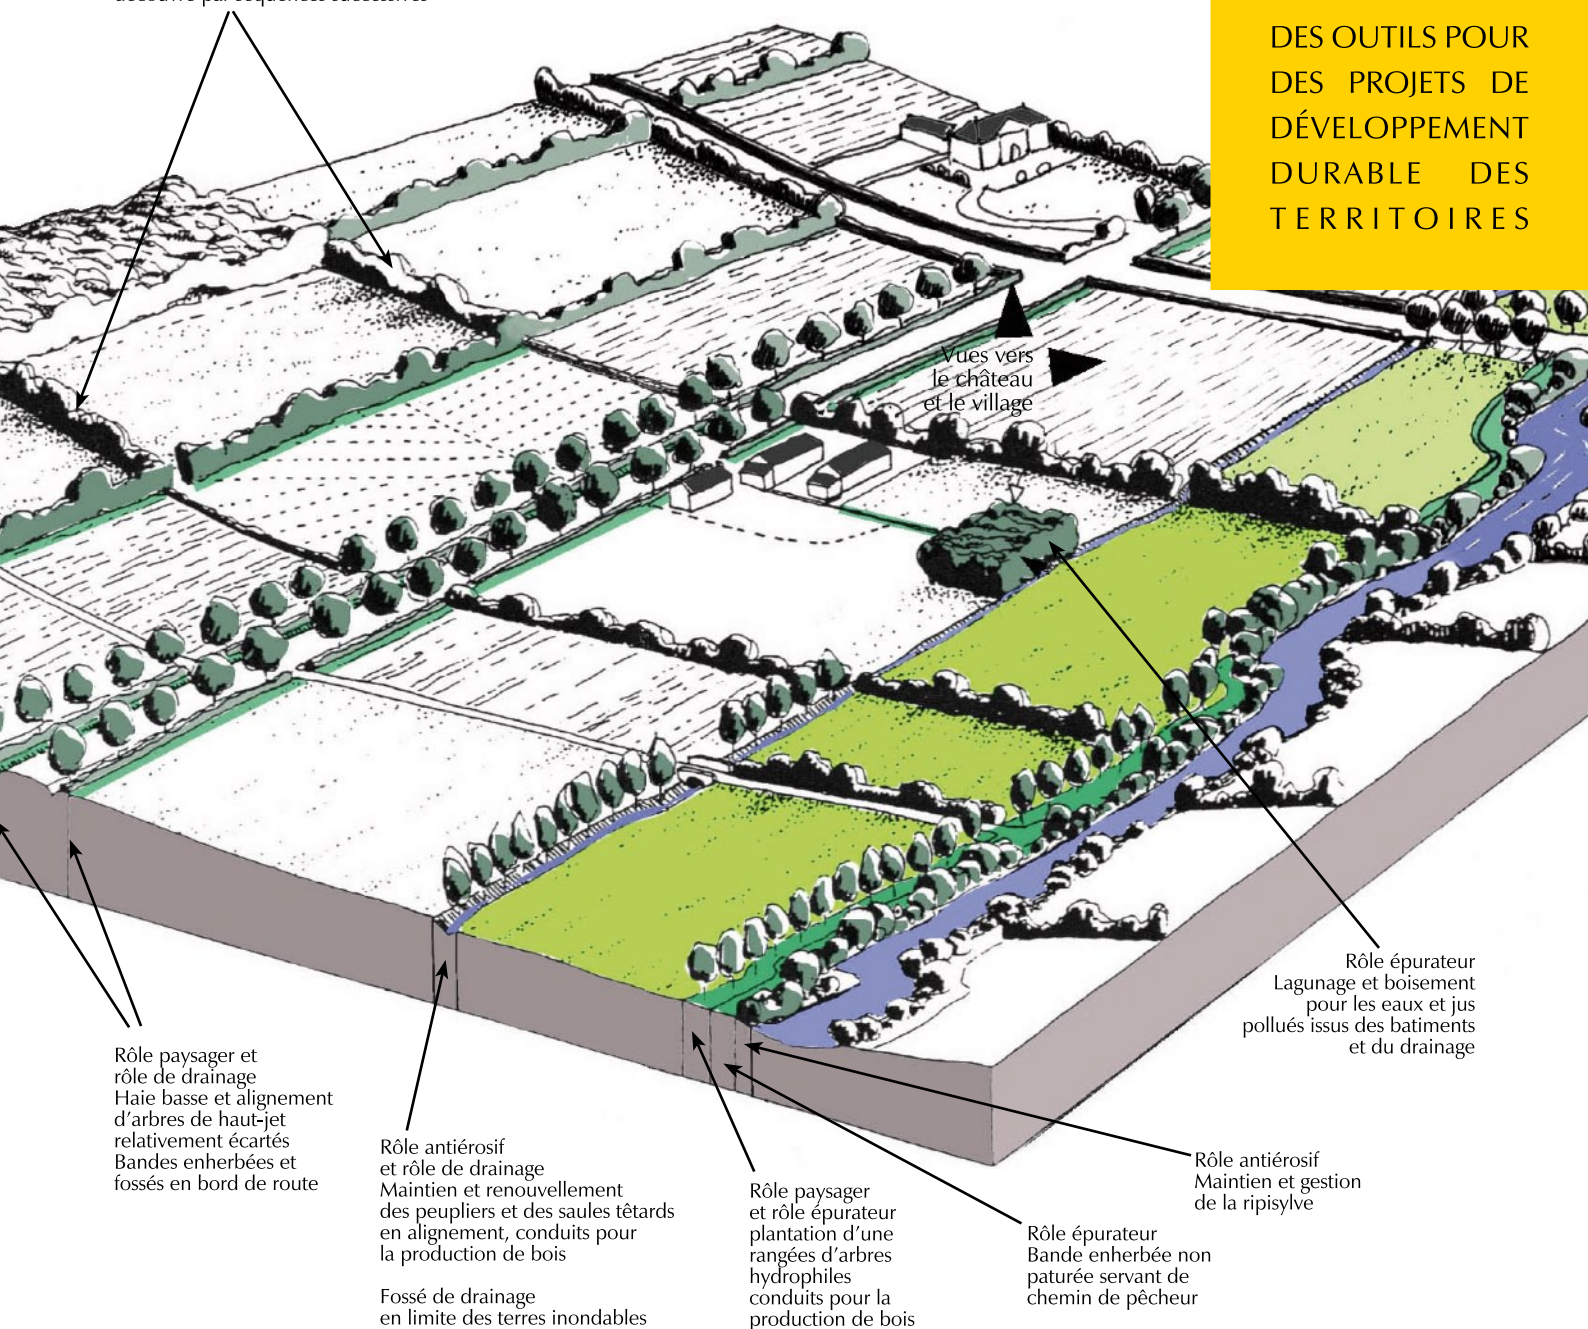 DES OUTILS POUR
DES PROJETS DE
DÉVELOPPEMENT
DURABLE DES
TERRITOIRES
Vues vers
le château
et le village
Rôle épurateur
Lagunage et boisement
pour les eaux et jus
pollués issus des batiments
et du drainage
Rôle paysager et
rôle de drainage
Haie basse et alignement
d'arbres de haut-jet
relativement écartés
Bandes enherbées et
fossés en bord de route
Rôle antiérosif
et rôle de drainage
Maintien et renouvellement
des peupliers et des saules têtards
en alignement, conduits pour
la production de bois
Fossé de drainage
en limite des terres inondables
Rôle paysager
et rôle épurateur
plantation d'une
rangées d'arbres
hydrophiles
conduits pour la
production de bois
Rôle épurateur
Bande enherbée non
paturée servant de
chemin de pêcheur
Rôle antiérosif
Maintien et gestion
de la ripisylve